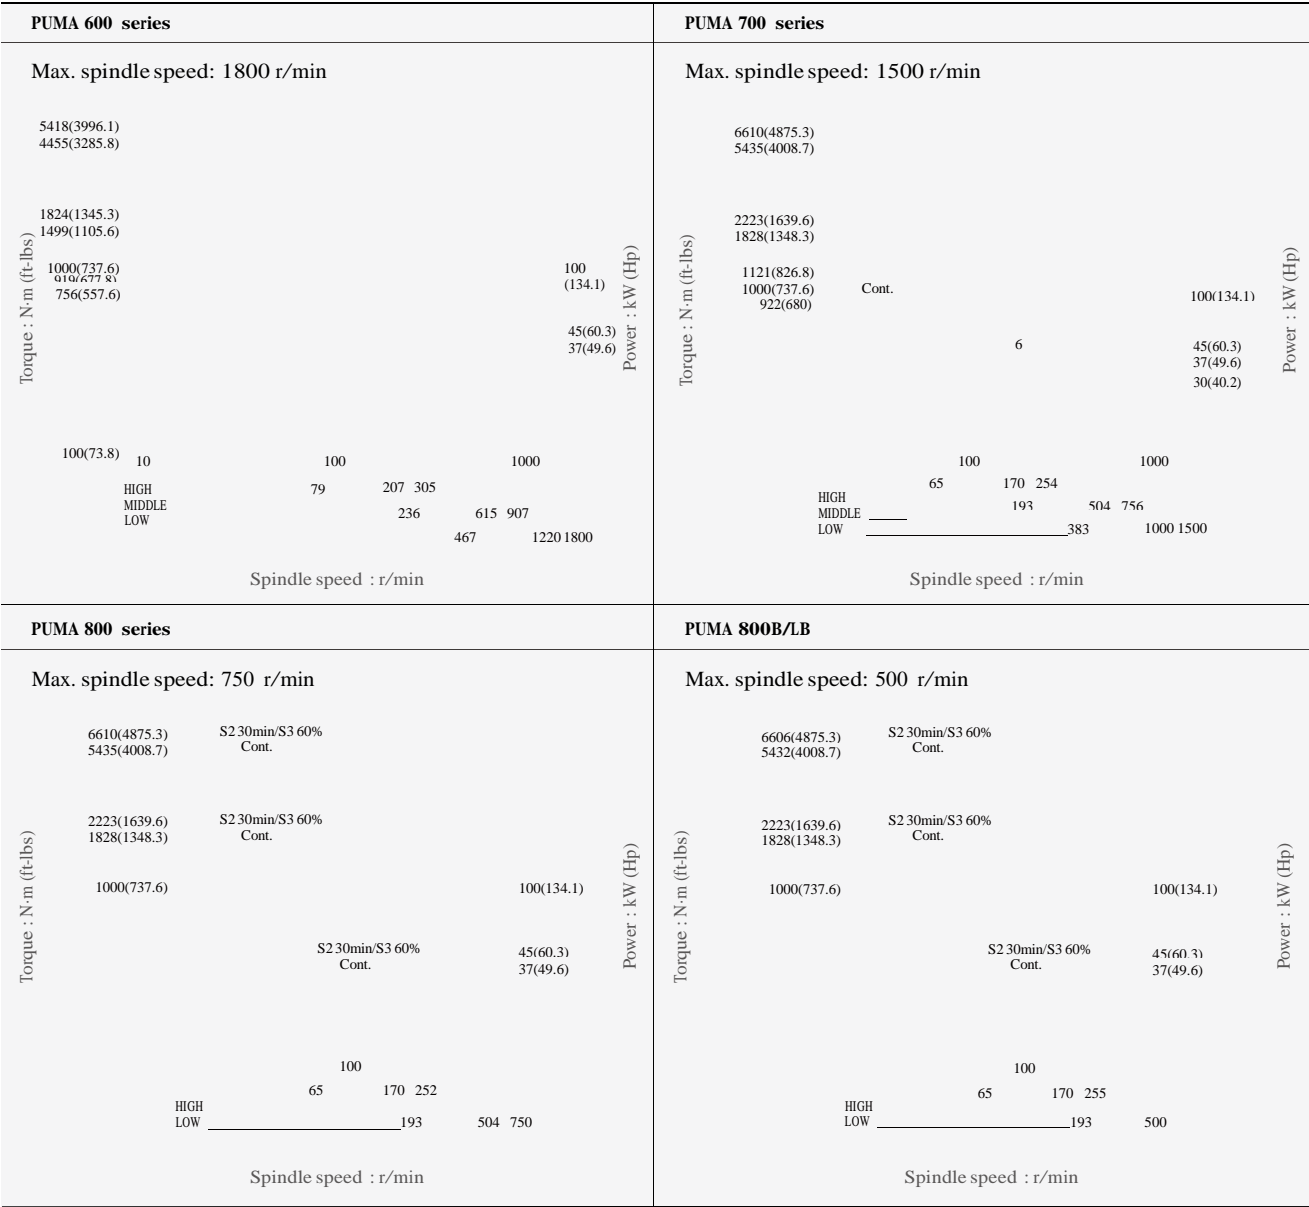 PUMA 600 series
Max. spindle speed: 1800 r/min
5418(3996.1)
4455(3285.8)
1824(1345.3)
1499(1105.6)
1000(737.6)
919(677.8)
756(557.6)
Torque : N·m (ft-lbs)
100
(134.1)
45(60.3)
37(49.6)
Power : kW (Hp)
100(73.8)
10 100 1000
HIGH 79 207 305
MIDDLE 236 615 907
LOW 467 1220 1800
Spindle speed : r/min
PUMA 700 series
Max. spindle speed: 1500 r/min
6610(4875.3)
5435(4008.7)
2223(1639.6)
1828(1348.3)
1121(826.8)
1000(737.6) Cont.
922(680)
Torque : N·m (ft-lbs)
6
100(134.1)
45(60.3)
37(49.6)
30(40.2)
Power : kW (Hp)
100 1000
65 170 254
HIGH
193 504 756
MIDDLE
LOW 383 1000 1500
Spindle speed : r/min
PUMA 800 series
Max. spindle speed: 750 r/min
6610(4875.3) S2 30min/S3 60%
5435(4008.7) Cont.
2223(1639.6) S2 30min/S3 60%
1828(1348.3) Cont.
1000(737.6) 100(134.1)
Torque : N·m (ft-lbs)
S2 30min/S3 60% 45(60.3)
Cont. 37(49.6)
Power : kW (Hp)
100
65 170 252
HIGH
LOW 193 504 750
Spindle speed : r/min
PUMA 800B/LB
Max. spindle speed: 500 r/min
6606(4875.3) S2 30min/S3 60%
5432(4008.7) Cont.
2223(1639.6) S2 30min/S3 60%
1828(1348.3) Cont.
1000(737.6) 100(134.1)
Torque : N·m (ft-lbs)
S2 30min/S3 60% 45(60.3)
Cont. 37(49.6)
Power : kW (Hp)
100
65 170 255
HIGH
LOW 193 500
Spindle speed : r/min